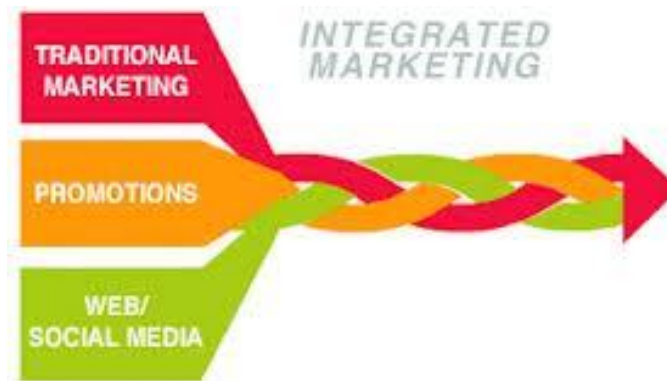 INTEGRATED
MARKETING
TRADITIONAL
MARKETING
PROMOTIONS
WEB/
SOCIAL MEDIA